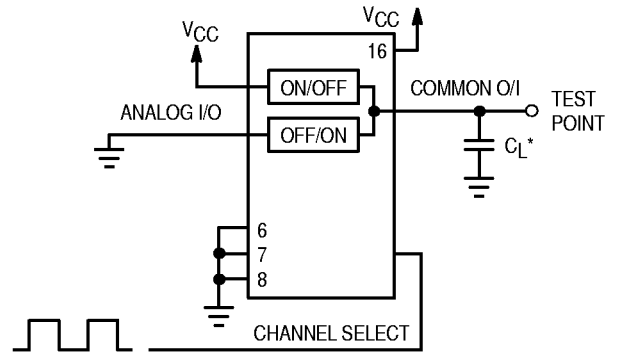 VCC
VCC
16
ON/OFF
COMMON O/I
ANALOG I/O
OFF/ON
TEST
POINT
CL*
6
7
8
CHANNEL SELECT